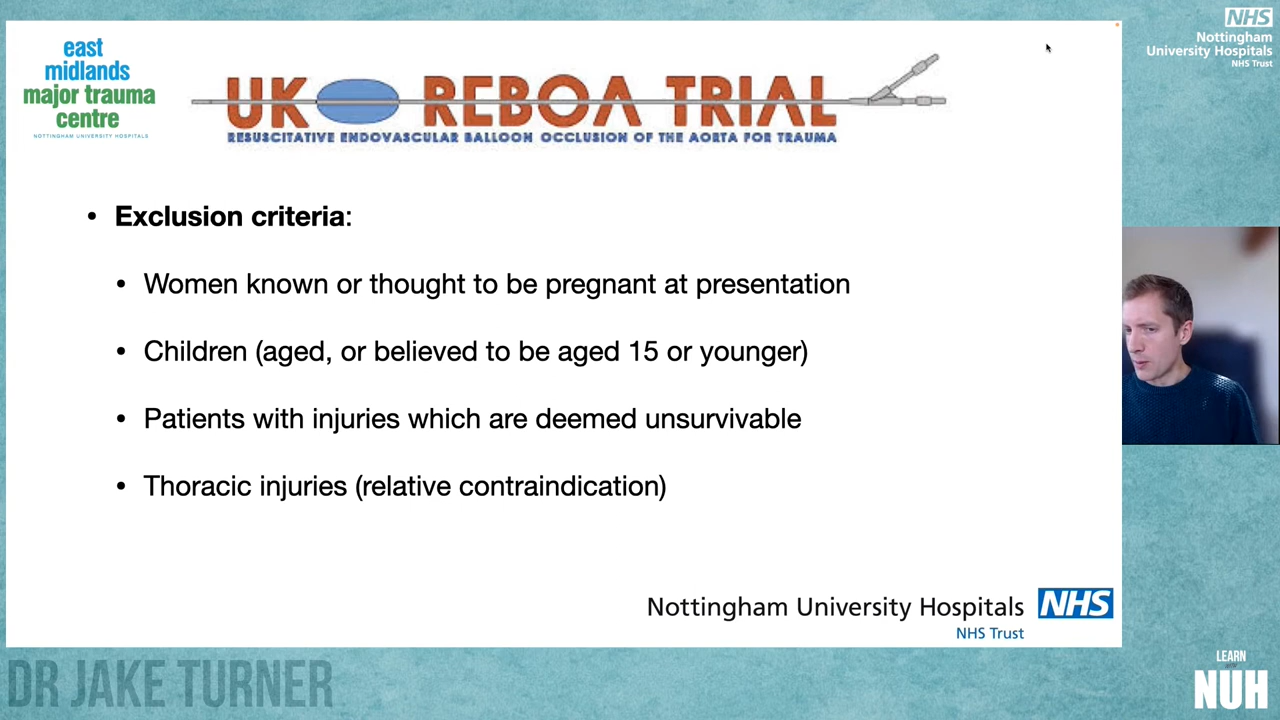 NHS
Nottingham
University Hospitals
NHS Trust
east
midlands
major trauma
centre
NOTTINGHAM UNIVERSITY HOSPITALS
UK REBOA TRIAL
RESUSCITATIVE ENDOVASCULAR BALLOON OCCLUSION OF THE AORTA FOR TRAUMA
• Exclusion criteria:
• Women known or thought to be pregnant at presentation
• Children (aged, or believed to be aged 15 or younger)
• Patients with injuries which are deemed unsurvivable
• Thoracic injuries (relative contraindication)
Nottingham University Hospitals NHS
NHS Trust
DR JAKE TURNER
LEARN
NUH